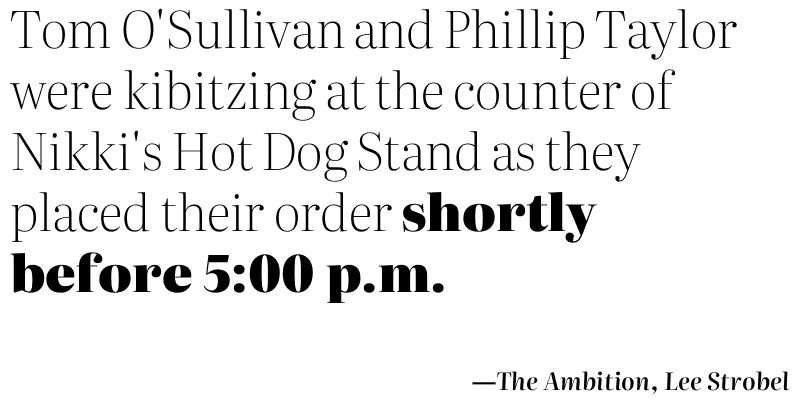 Tom O'Sullivan and Phillip Taylor
were kibitzing at the counter of
Nikki's Hot Dog Stand as they
placed their order shortly
before 5:00 p.m.
—The Ambition, Lee Strobel